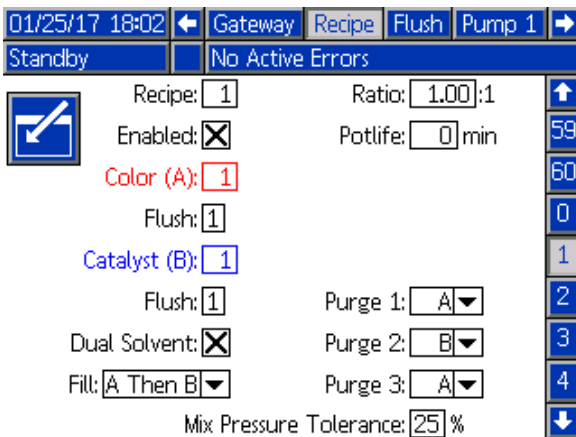 01/25/17 18:02 Gateway Recipe Flush Pump 1
Standby No Active Errors
Recipe: 1 Ratio: 1.00:1
Enabled: Potlife: 0 min 59
Color (A): 1 60
Flush: 1 0
Catalyst (B): 1 1
Flush: 1 Purge 1: A 2
Dual Solvent: Purge 2: B 3
Fill: A Then B Purge 3: A 4
Mix Pressure Tolerance: 25 %